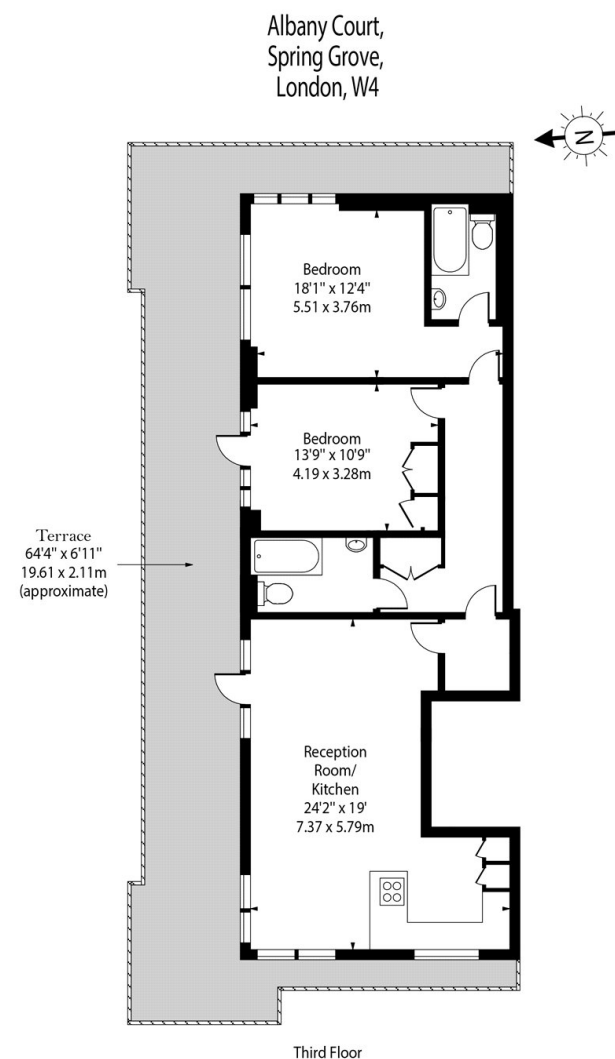 Albany Court,
Spring Grove,
London, W4
N
Bedroom
18'1" x 12'4"
5.51 x 3.76m
Bedroom
13'9" x 10'9"
4.19 x 3.28m
Terrace
64'4" x 6'11"
19.61 x 2.11m
(approximate)
Reception
Room/
Kitchen
24'2" x 19'
7.37 x 5.79m
Third Floor